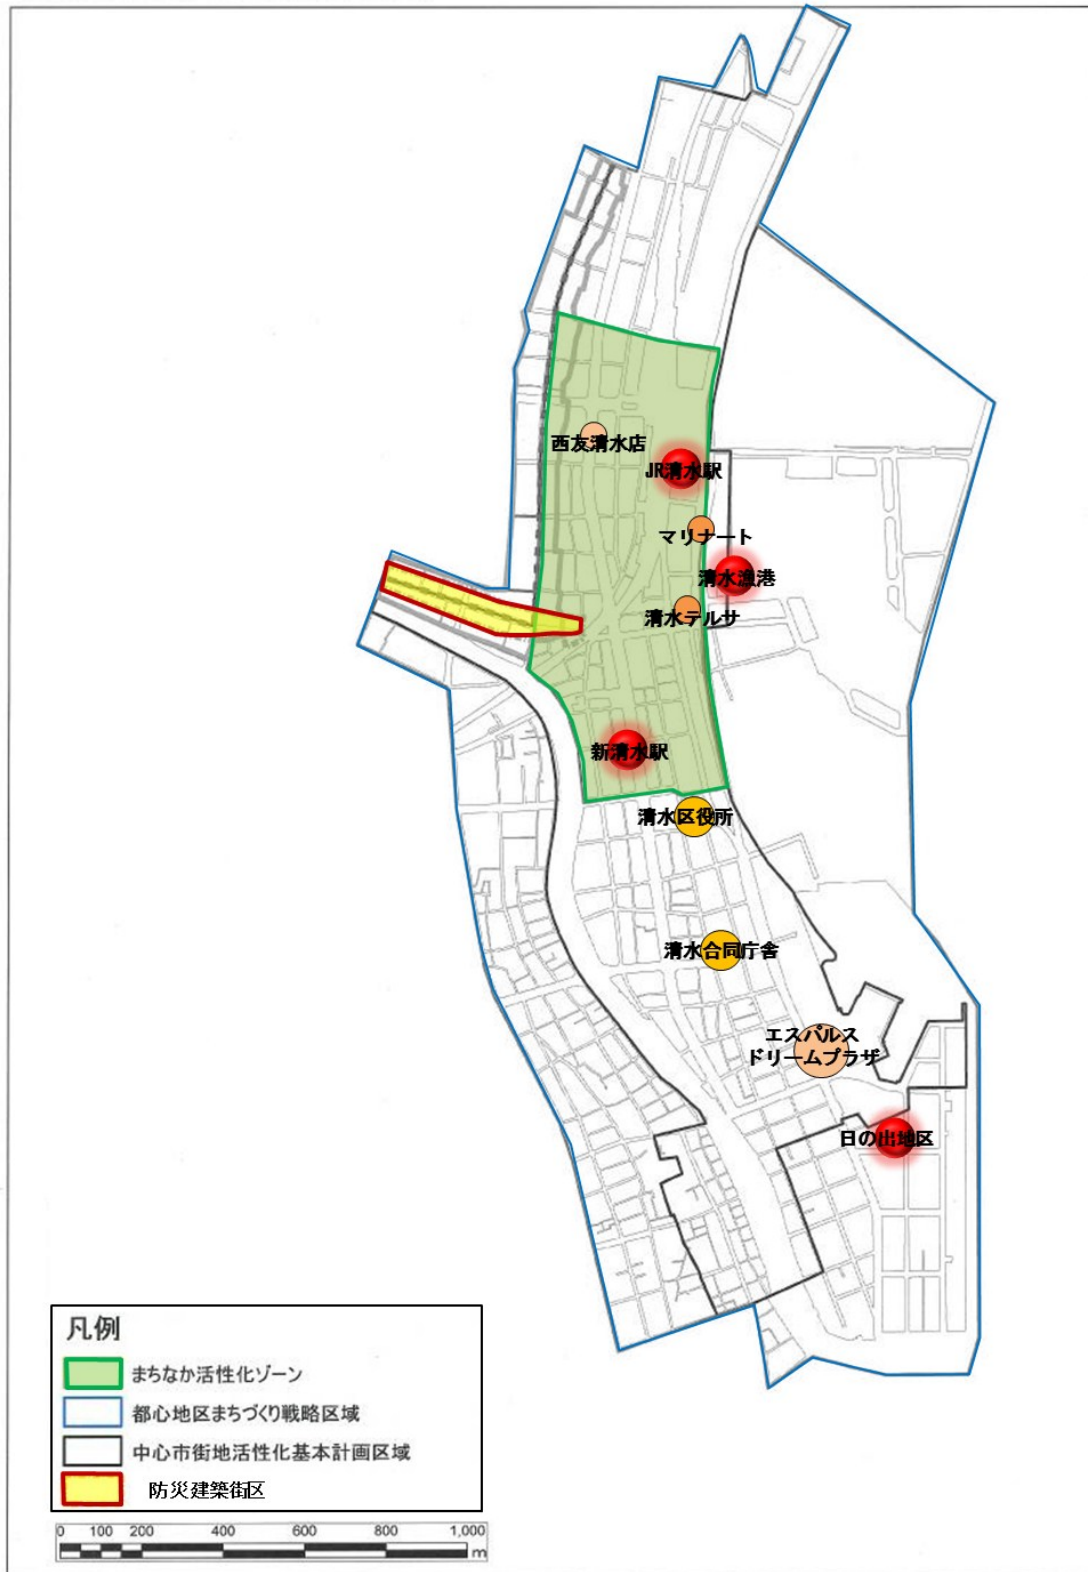 西友清水店
JR清水駅
マリナート
清水漁港
清水テルサ
新清水駅
清水区役所
清水合同庁舎
エスパルス
ドリームプラザ
日の出地区
凡例
まちなか活性化ゾーン
都心地区まちづくり戦略区域
中心市街地活性化基本計画区域
防災建築街区
0 100 200 400 600 800 1,000
m